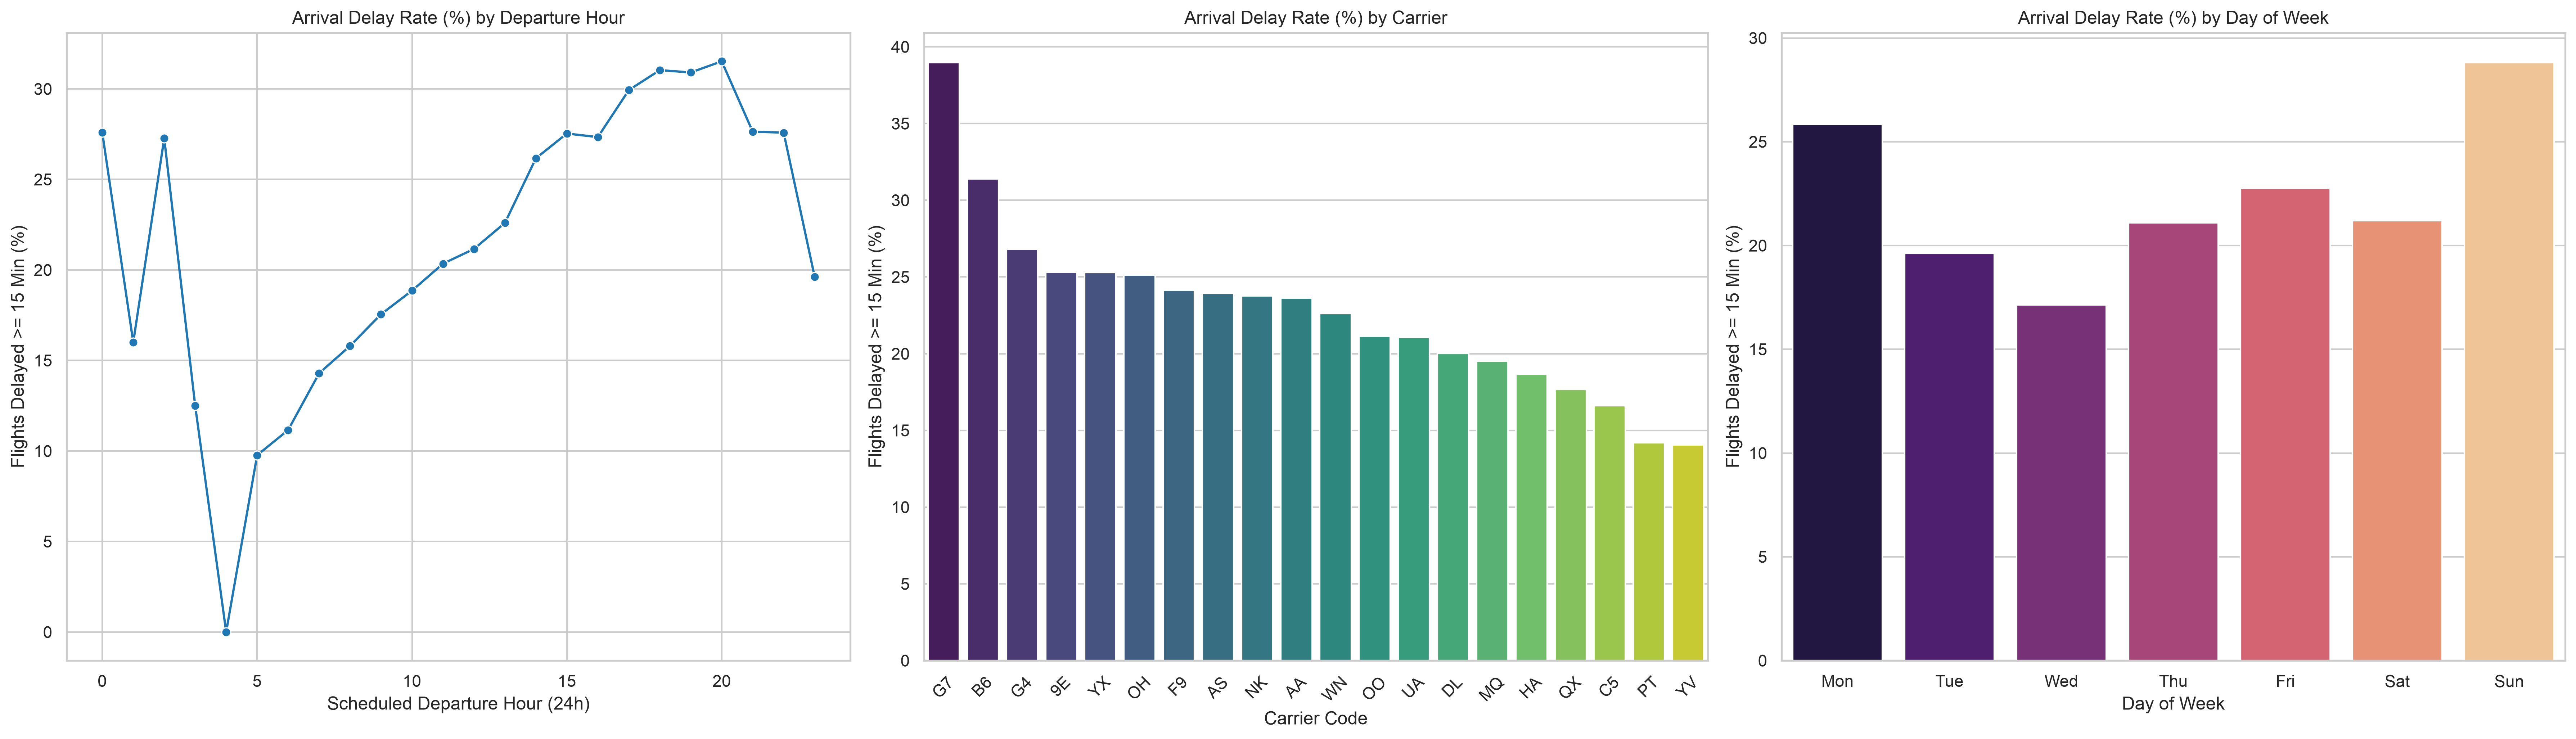 Arrival Delay Rate (%) by Departure Hour
Flights Delayed >= 15 Min (%)
30
25
20
15
10
5
0
0 5 10 15 20
Scheduled Departure Hour (24h)
Arrival Delay Rate (%) by Carrier
Flights Delayed >= 15 Min (%)
40
35
30
25
20
15
10
5
0
G7 B6 G4 9E YX OH F9 AS NK AA WN OO UA DL MQ HA QX C5 PT YV
Carrier Code
Arrival Delay Rate (%) by Day of Week
Flights Delayed >= 15 Min (%)
30
25
20
15
10
5
0
Mon Tue Wed Thu Fri Sat Sun
Day of Week